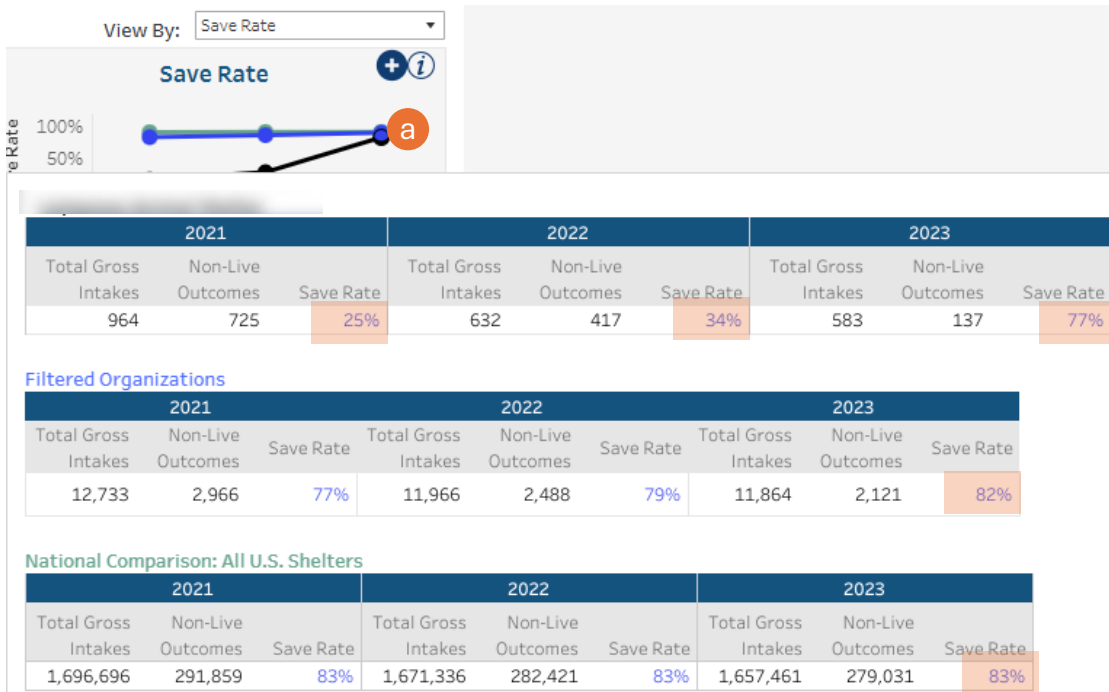 View By: Save Rate
Save Rate
+ i
a
100%
50%
2021 2022 2023
Total Gross Non-Live Total Gross Non-Live Total Gross Non-Live
Intakes Outcomes Save Rate Intakes Outcomes Save Rate Intakes Outcomes Save Rate
964 725 25% 632 417 34% 583 137 77%
Filtered Organizations
2021 2022 2023
Total Gross Non-Live Save Rate Total Gross Non-Live Save Rate Total Gross Non-Live Save Rate
Intakes Outcomes Intakes Outcomes Intakes Outcomes
12,733 2,966 77% 11,966 2,488 79% 11,864 2,121 82%
National Comparison: All U.S. Shelters
2021 2022 2023
Total Gross Non-Live Total Gross Non-Live Total Gross Non-Live
Intakes Outcomes Save Rate Intakes Outcomes Save Rate Intakes Outcomes Save Rate
1,696,696 291,859 83% 1,671,336 282,421 83% 1,657,461 279,031 83%